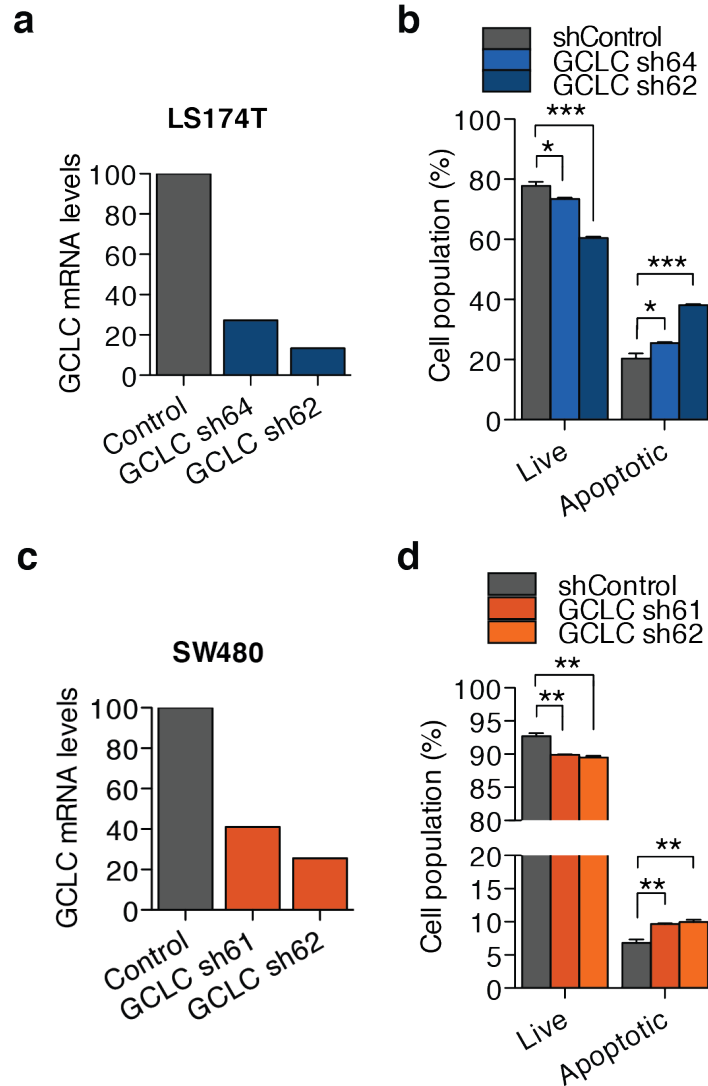 a
LS174T
GCLC mRNA levels
100
80
60
40
20
0
Control
GCLC sh64
GCLC sh62
b
shControl
GCLC sh64
GCLC sh62
Cell population (%)
100
80
60
40
20
0
***
*
***
*
Live
Apoptotic
c
SW480
GCLC mRNA levels
100
80
60
40
20
0
Control
GCLC sh61
GCLC sh62
d
shControl
GCLC sh61
GCLC sh62
Cell population (%)
100
95
90
85
80
**
**
Cell population (%)
20
15
10
5
0
**
**
Live
Apoptotic